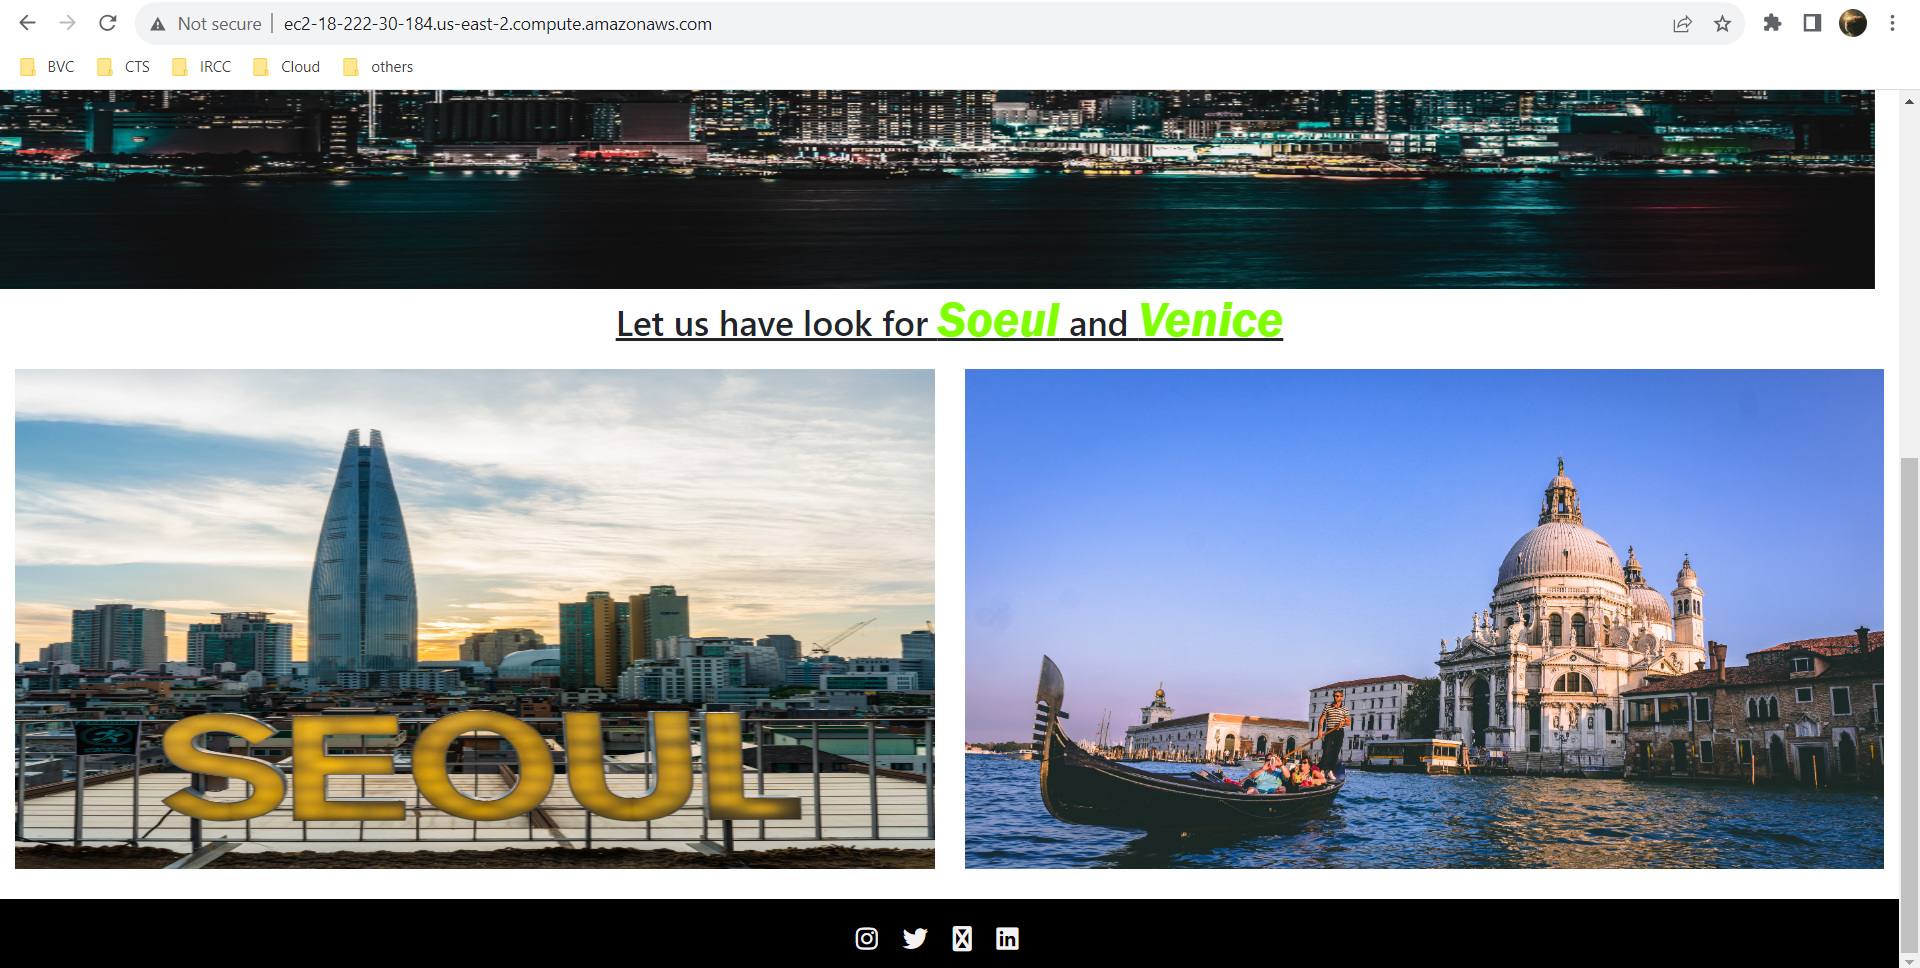 Not secure | ec2-18-222-30-184.us-east-2.compute.amazonaws.com
BVC CTS IRCC Cloud others
Let us have look for Soeul and Venice
SEOUL